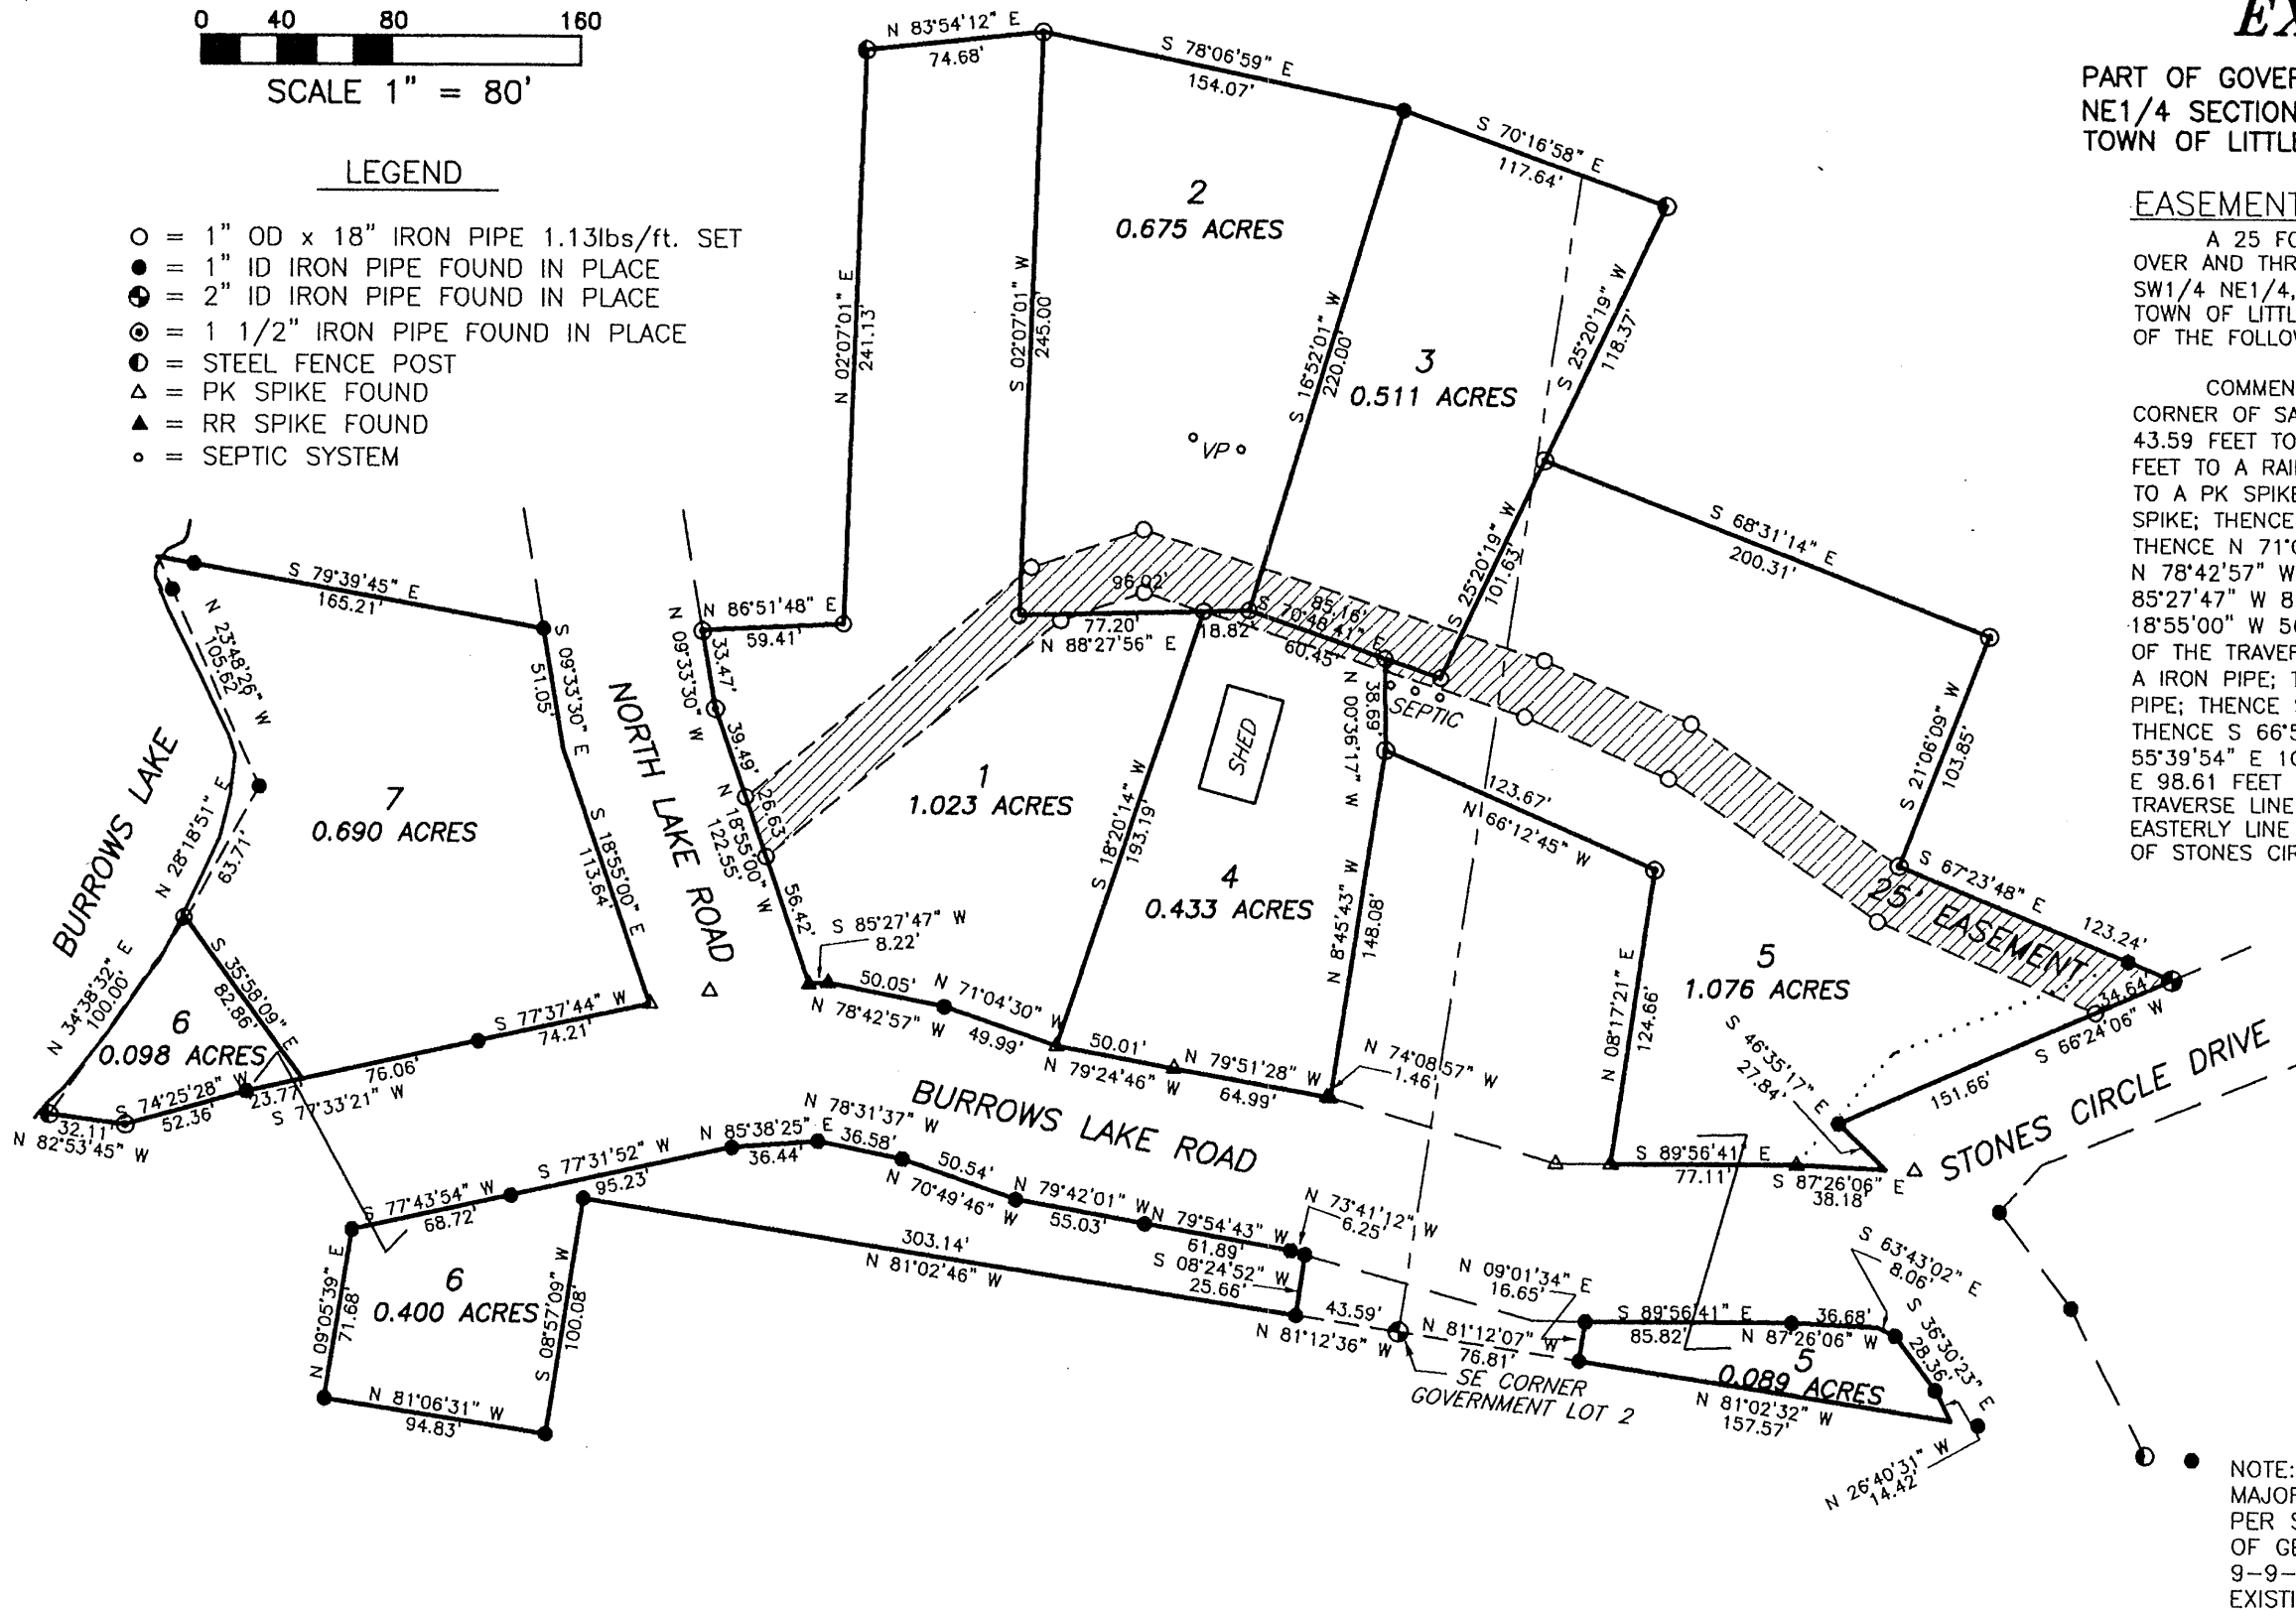 0 40 80 160
SCALE 1" = 80'
LEGEND
= 1" OD x 18" IRON PIPE 1.13lbs/ft. SET
= 1" ID IRON PIPE FOUND IN PLACE
= 2" ID IRON PIPE FOUND IN PLACE
= 1 1/2" IRON PIPE FOUND IN PLACE
= STEEL FENCE POST
= PK SPIKE FOUND
= RR SPIKE FOUND
= SEPTIC SYSTEM
N 83°54'12" E
74.68'
S 78°06'59" E
154.07'
S 70°16'58" E
117.64'
N 02°07'01" E
241.13'
S 02°07'01" W
245.00'
2
0.675 ACRES
S 16°52'01" W
220.00'
3
0.511 ACRES
S 25°20'19" W
118.37'
VP
S 25°20'19" W
101.63'
S 68°31'14" E
200.31'
S 21°06'09" W
103.85'
S 67°23'48" E
123.24'
25' EASEMENT
34.64'
S 66°24'06" W
151.66'
STONES CIRCLE DRIVE
S 79°39'45" E
165.21'
N 23°48'26" W
105.62'
S 09°33'30" E
51.05'
BURROWS LAKE
N 28°18'51" E
63.71'
7
0.690 ACRES
S 18°55'00" E
113.64'
NORTH LAKE ROAD
N 86°51'48" E
59.41'
33.47'
N 09°33'30" W
39.49'
26.63'
N 18°55'00" W
122.55'
56.42'
96.02'
77.20'
N 88°27'56" E
18.82'
85.16'
S 70°48'41" E
60.45'
1
1.023 ACRES
S 18°20'14" W
193.19'
SHED
SEPTIC
N 00°36'17" W
38.69'
4
0.433 ACRES
N 8°45'43" W
148.08'
123.67'
N 66°12'45" W
N 08°17'21" E
124.66'
5
1.076 ACRES
S 46°35'17" E
27.84'
S 85°27'47" W
8.22'
50.05'
N 78°42'57" W
N 71°04'30" W
49.99'
50.01'
N 79°24'46" W
N 79°51'28" W
64.99'
N 74°08'57" W
1.46'
S 89°56'41" E
77.11'
S 87°26'06" E
38.18'
N 34°38'32" E
100.00'
S 35°58'09" E
82.86'
6
0.098 ACRES
32.11'
N 82°53'45" W
S 74°25'28" W
52.36'
23.77'
S 77°33'21" W
76.06'
S 77°37'44" W
74.21'
BURROWS LAKE ROAD
S 77°43'54" W
68.72'
S 77°31'52" W
95.23'
N 85°38'25" E
36.44'
N 78°31'37" W
36.58'
50.54'
N 70°49'46" W
N 79°42'01" W
55.03'
N 79°54'43" W
61.89'
N 73°41'12" W
6.25'
S 08°24'52" W
25.66'
303.14'
N 81°02'46" W
N 09°05'39" E
71.68'
6
0.400 ACRES
S 08°57'09" W
100.08'
N 81°06'31" W
94.83'
43.59'
N 81°12'36" W
N 81°12'07" W
76.81'
SE CORNER
GOVERNMENT LOT 2
N 09°01'34" E
16.65'
S 89°56'41" E
85.82'
36.68'
N 87°26'06" W
S 63°43'02" E
8.06'
S 36°30'23" E
28.36'
5
0.089 ACRES
N 81°02'32" W
157.57'
N 26°40'31" W
14.42'
PART OF GOVER
NE1/4 SECTION
TOWN OF LITTLE
EASEMENT
A 25 FO
OVER AND THR
SW1/4 NE1/4,
TOWN OF LITTL
OF THE FOLLOW
COMMEN
CORNER OF SA
43.59 FEET TO
FEET TO A RAI
TO A PK SPIKE
SPIKE; THENCE
THENCE N 71°0
N 78°42'57" W
85°27'47" W 8
18°55'00" W 5
OF THE TRAVER
A IRON PIPE; T
PIPE; THENCE S
THENCE S 66°5
55°39'54" E 10
E 98.61 FEET
TRAVERSE LINE
EASTERLY LINE
OF STONES CIR
NOTE:
MAJOR
PER S
OF GE
9-9-
EXISTI